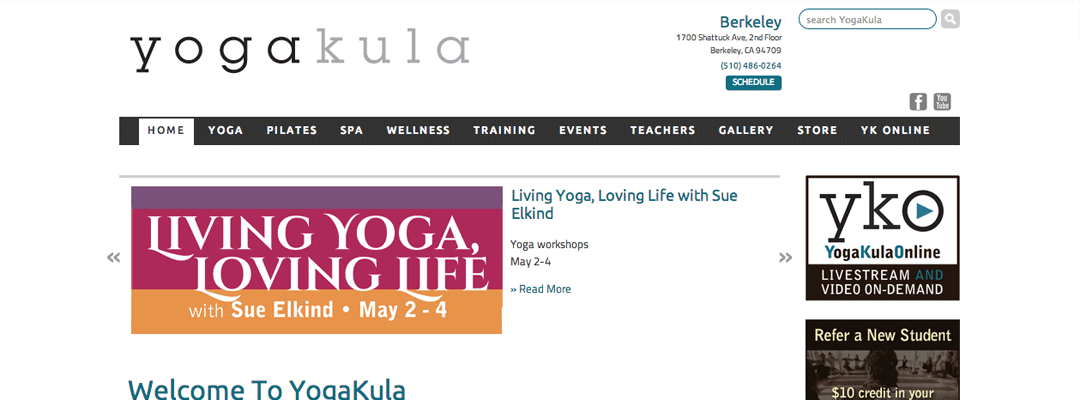 yogakula
Berkeley
1700 Shattuck Ave, 2nd Floor
Berkeley, CA 94709
(510) 486-0264
SCHEDULE
search YogaKula
f
You
Tube
HOME YOGA PILATES SPA WELLNESS TRAINING EVENTS TEACHERS GALLERY STORE YK ONLINE
«
LIVING YOGA,
LOVING LIFE
with Sue Elkind • May 2 - 4
Living Yoga, Loving Life with Sue
Elkind
Yoga workshops
May 2-4
» Read More
»
yko
YogaKulaOnline
LIVESTREAM AND
VIDEO ON-DEMAND
Refer a New Student
$10 credit in your
Welcome To YogaKula